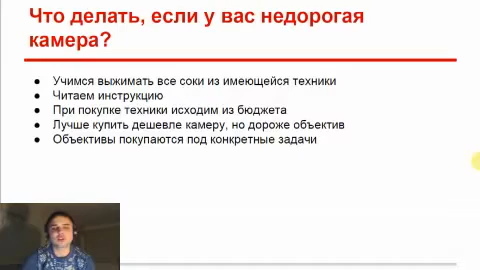 Что делать, если у вас недорогая
камера?
● Учимся выжимать все соки из имеющейся техники
● Читаем инструкцию
● При покупке техники исходим из бюджета
● Лучше купить дешевле камеру, но дороже объектив
● Объективы покупаются под конкретные задачи